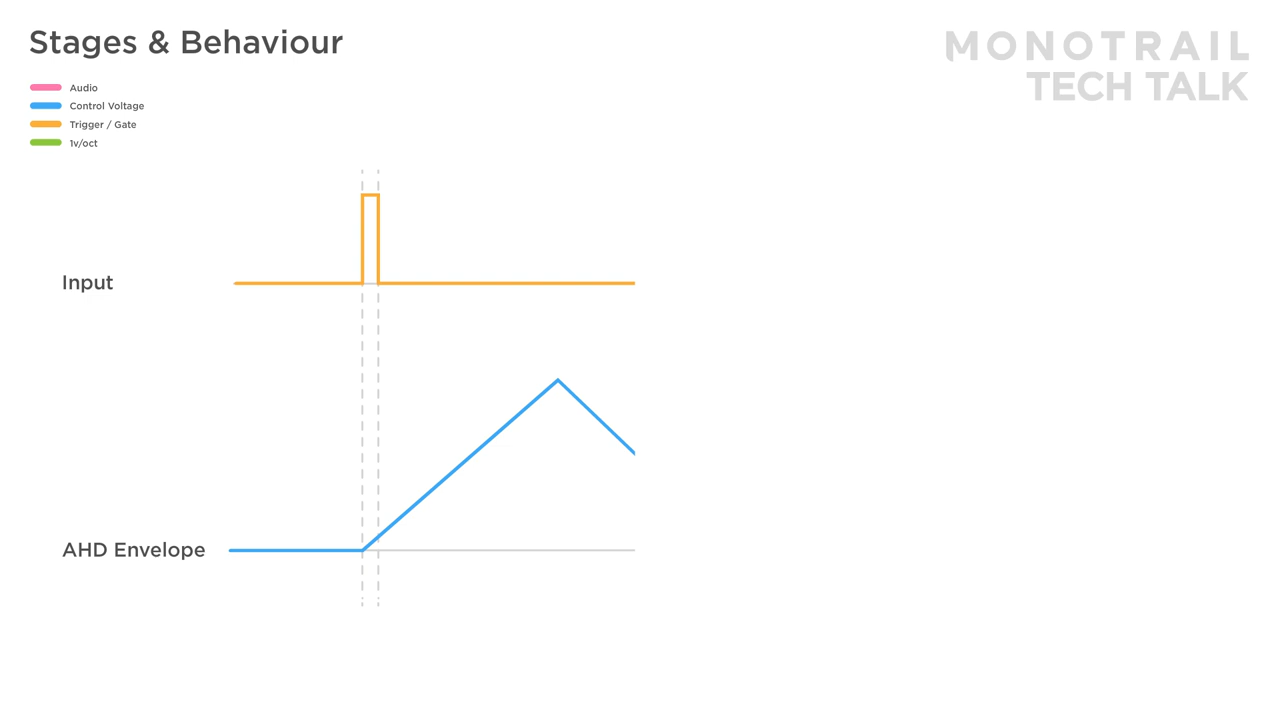 Stages & Behaviour
MONOTRAIL
TECH TALK
Audio
Control Voltage
Trigger / Gate
1v/oct
Input
AHD Envelope